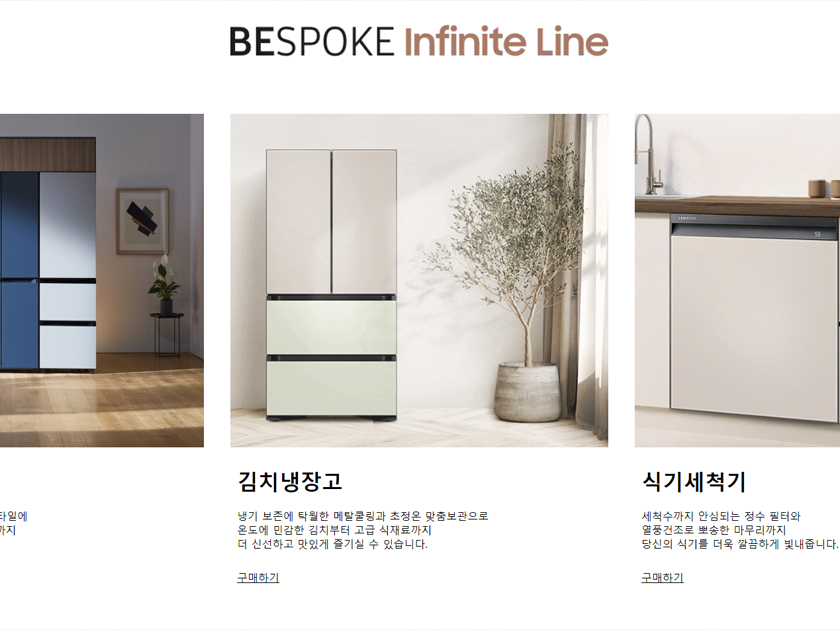 BESPOKE Infinite Line
타일에
까지
김치냉장고
냉기 보존에 탁월한 메탈쿨링과 초정온 맞춤보관으로
온도에 민감한 김치부터 고급 식재료까지
더 신선하고 맛있게 즐기실 수 있습니다.
구매하기
SAMSUNG
식기세척기
세척수까지 안심되는 정수 필터와
열풍건조로 뽀송한 마무리까지
당신의 식기를 더욱 깔끔하게 빛내줍니다.
구매하기